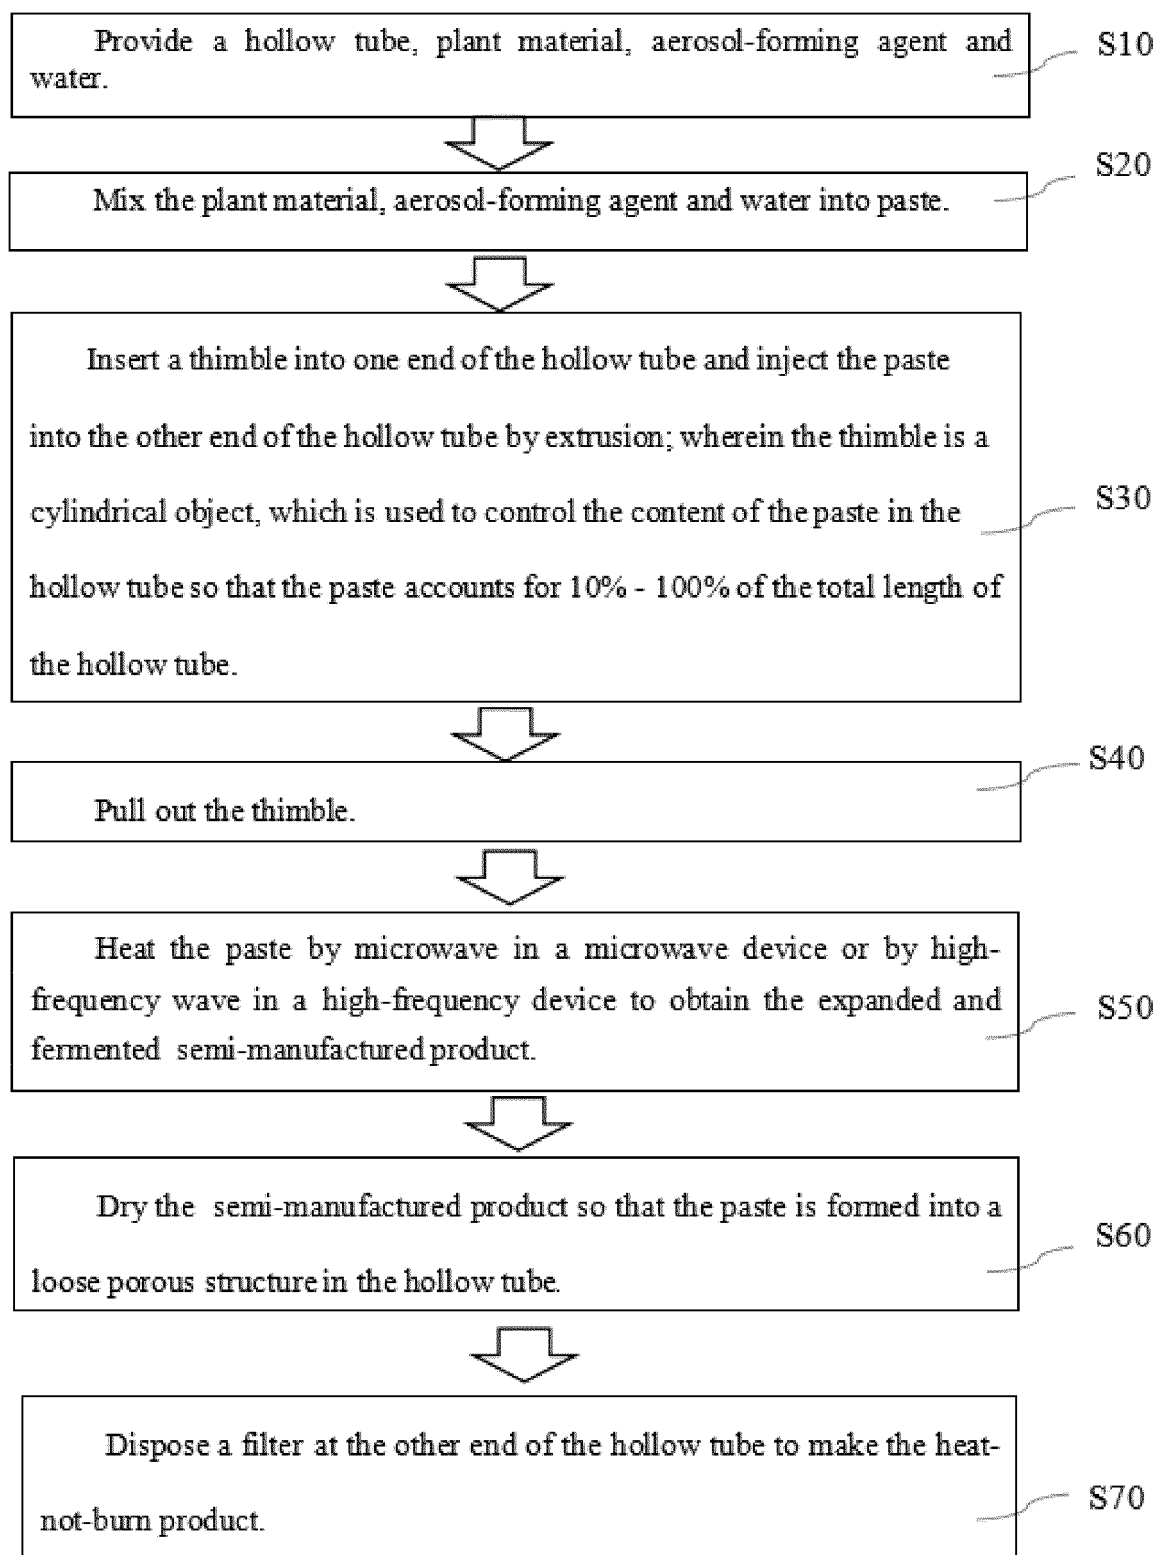 Provide a hollow tube, plant material, aerosol-forming agent and
water.
S10
Mix the plant material, aerosol-forming agent and water into paste.
S20
Insert a thimble into one end of the hollow tube and inject the paste
into the other end of the hollow tube by extrusion; wherein the thimble is a
cylindrical object, which is used to control the content of the paste in the
hollow tube so that the paste accounts for 10% - 100% of the total length of
the hollow tube.
S30
Pull out the thimble.
S40
Heat the paste by microwave in a microwave device or by high-
frequency wave in a high-frequency device to obtain the expanded and
fermented semi-manufactured product.
S50
Dry the semi-manufactured product so that the paste is formed into a
loose porous structure in the hollow tube.
S60
Dispose a filter at the other end of the hollow tube to make the heat-
not-burn product.
S70